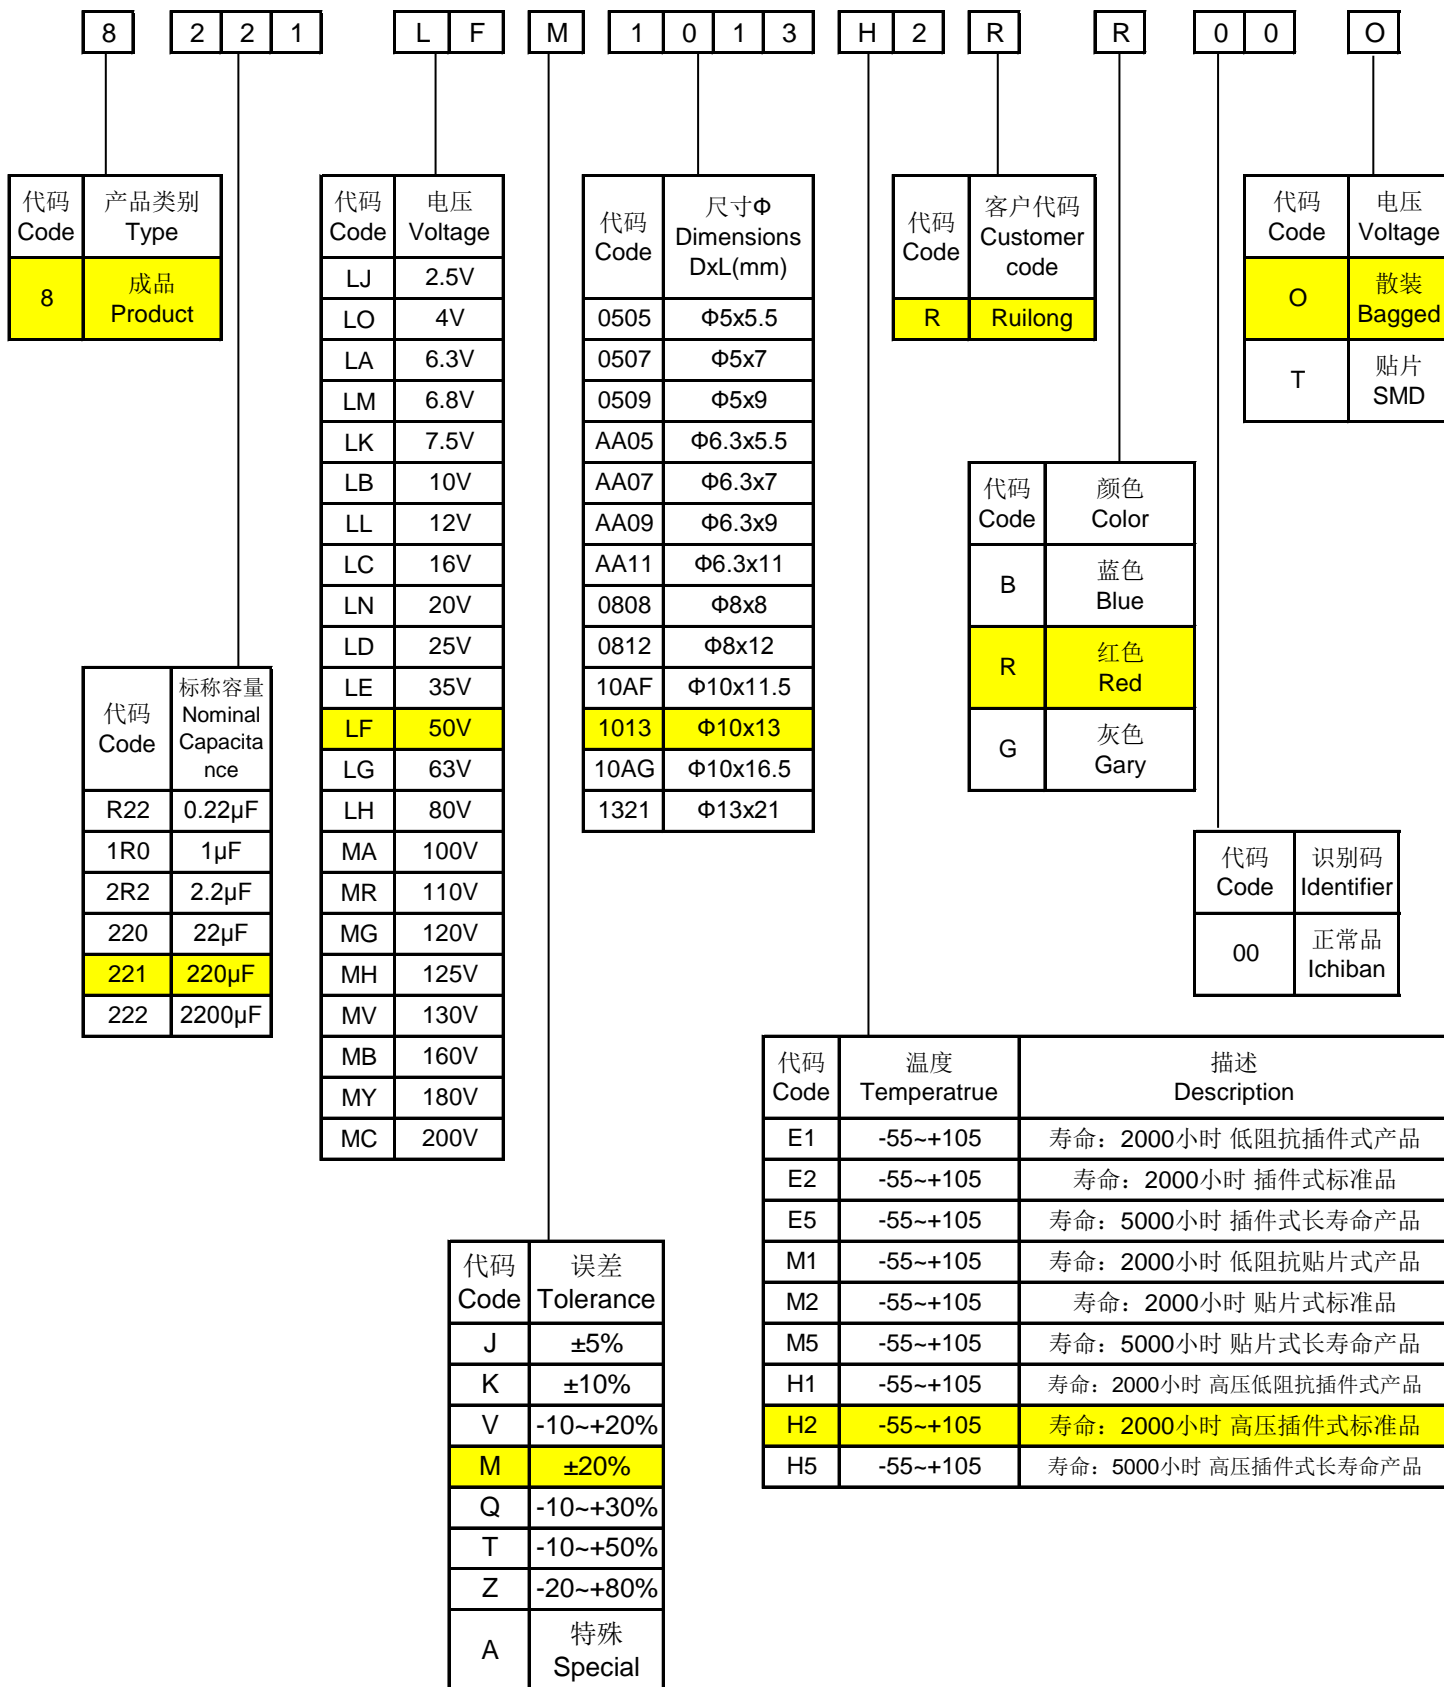 8 2 2 1 L F M 1 0 1 3 H 2 R R 0 0 O
代码 产品类别
Code Type
8 成品
Product
代码 标称容量
Code Nominal
Capacita
nce
R22 0.22µF
1R0 1µF
2R2 2.2µF
220 22µF
221 220µF
222 2200µF
代码 电压
Code Voltage
LJ 2.5V
LO 4V
LA 6.3V
LM 6.8V
LK 7.5V
LB 10V
LL 12V
LC 16V
LN 20V
LD 25V
LE 35V
LF 50V
LG 63V
LH 80V
MA 100V
MR 110V
MG 120V
MH 125V
MV 130V
MB 160V
MY 180V
MC 200V
代码 误差
Code Tolerance
J ±5%
K ±10%
V -10~+20%
M ±20%
Q -10~+30%
T -10~+50%
Z -20~+80%
A 特殊
Special
代码 尺寸Φ
Code Dimensions
DxL(mm)
0505 Φ5x5.5
0507 Φ5x7
0509 Φ5x9
AA05 Φ6.3x5.5
AA07 Φ6.3x7
AA09 Φ6.3x9
AA11 Φ6.3x11
0808 Φ8x8
0812 Φ8x12
10AF Φ10x11.5
1013 Φ10x13
10AG Φ10x16.5
1321 Φ13x21
代码 温度 描述
Code Temperatrue Description
E1 -55~+105 寿命：2000小时 低阻抗插件式产品
E2 -55~+105 寿命：2000小时 插件式标准品
E5 -55~+105 寿命：5000小时 插件式长寿命产品
M1 -55~+105 寿命：2000小时 低阻抗贴片式产品
M2 -55~+105 寿命：2000小时 贴片式标准品
M5 -55~+105 寿命：5000小时 贴片式长寿命产品
H1 -55~+105 寿命：2000小时 高压低阻抗插件式产品
H2 -55~+105 寿命：2000小时 高压插件式标准品
H5 -55~+105 寿命：5000小时 高压插件式长寿命产品
代码 客户代码
Code Customer
code
R Ruilong
代码 颜色
Code Color
B 蓝色
Blue
R 红色
Red
G 灰色
Gary
代码 识别码
Code Identifier
00 正常品
Ichiban
代码 电压
Code Voltage
O 散装
Bagged
T 贴片
SMD